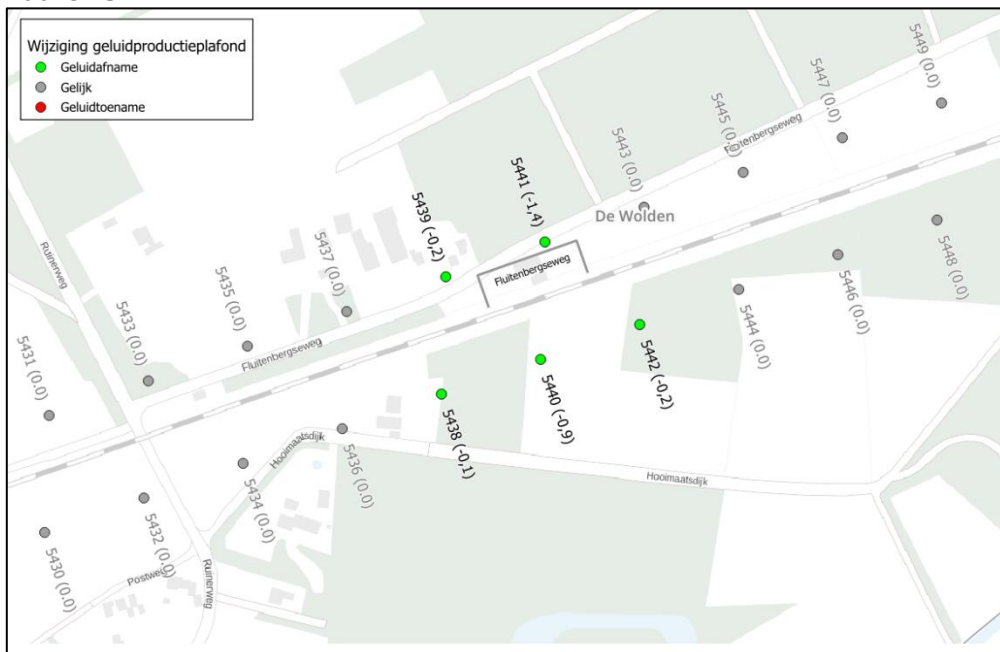 Wijziging geluidproductieplafond
Geluidafname
Gelijk
Geluidtoename
5449 (0.0)
5447 (0.0)
5445 (0.0)
Fluitenbergseweg
5443 (0.0)
De Wolden
5441 (-1,4)
5439 (-0,2)
Fluitenbergseweg
5448 (0.0)
5446 (0.0)
5444 (0.0)
Ruinerweg
5437 (0.0)
5435 (0.0)
5433 (0.0)
5431 (0.0)
Fluitenbergseweg
5442 (-0,2)
5440 (-0,9)
5438 (-0,1)
5436 (0.0)
Hooimaatsdijk
Hooimaatsdijk
5434 (0.0)
5432 (0.0)
5430 (0.0)
Postweg
Ruinerweg